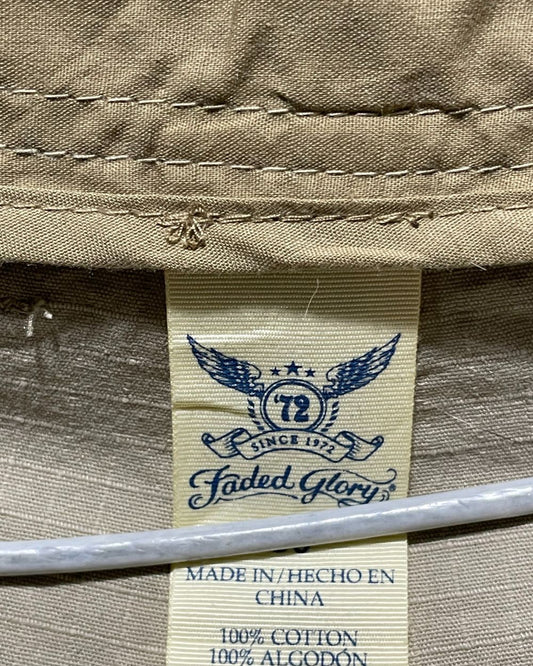 '72
SINCE 1972
Faded Glory®
MADE IN/HECHO EN
CHINA
100% COTTON
100% ALGODÓN